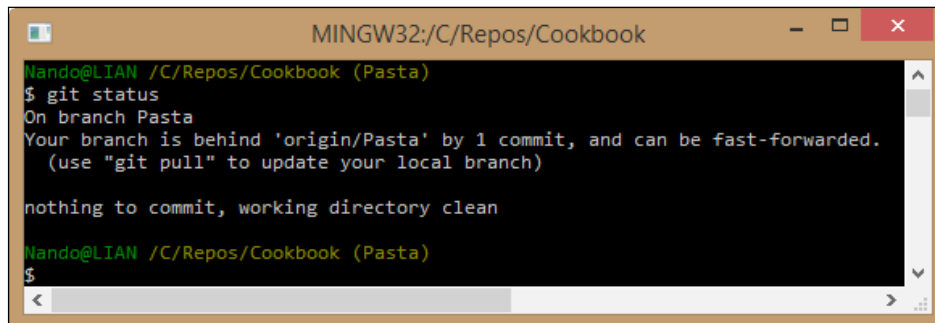 MINGW32:/C/Repos/Cookbook
Nando@LIAN /C/Repos/Cookbook (Pasta)
$ git status
On branch Pasta
Your branch is behind 'origin/Pasta' by 1 commit, and can be fast-forwarded.
  (use "git pull" to update your local branch)
nothing to commit, working directory clean
Nando@LIAN /C/Repos/Cookbook (Pasta)
$